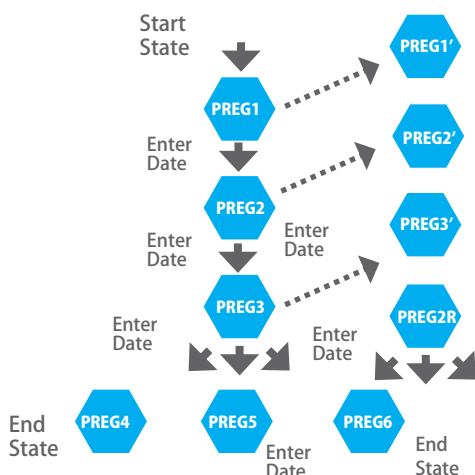 Start
State
PREG1’
PREG1
PREG2’
Enter
Date
PREG2
PREG3’
Enter
Date
Enter
Date
PREG3
PREG2R
Enter
Date
Enter
Date
PREG4
PREG5
PREG6
End
State
Enter
Date
End
State